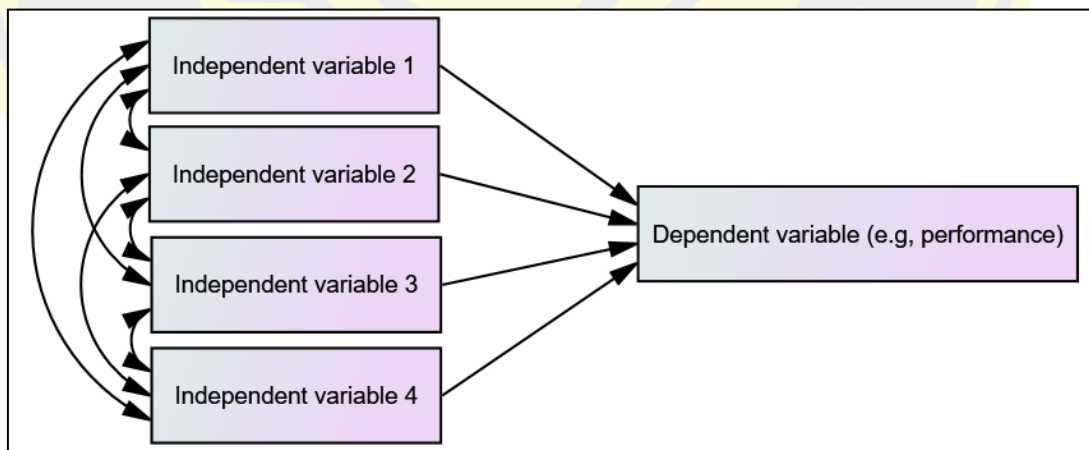 Independent variable 1
Independent variable 2
Dependent variable (e.g, performance)
Independent variable 3
Independent variable 4